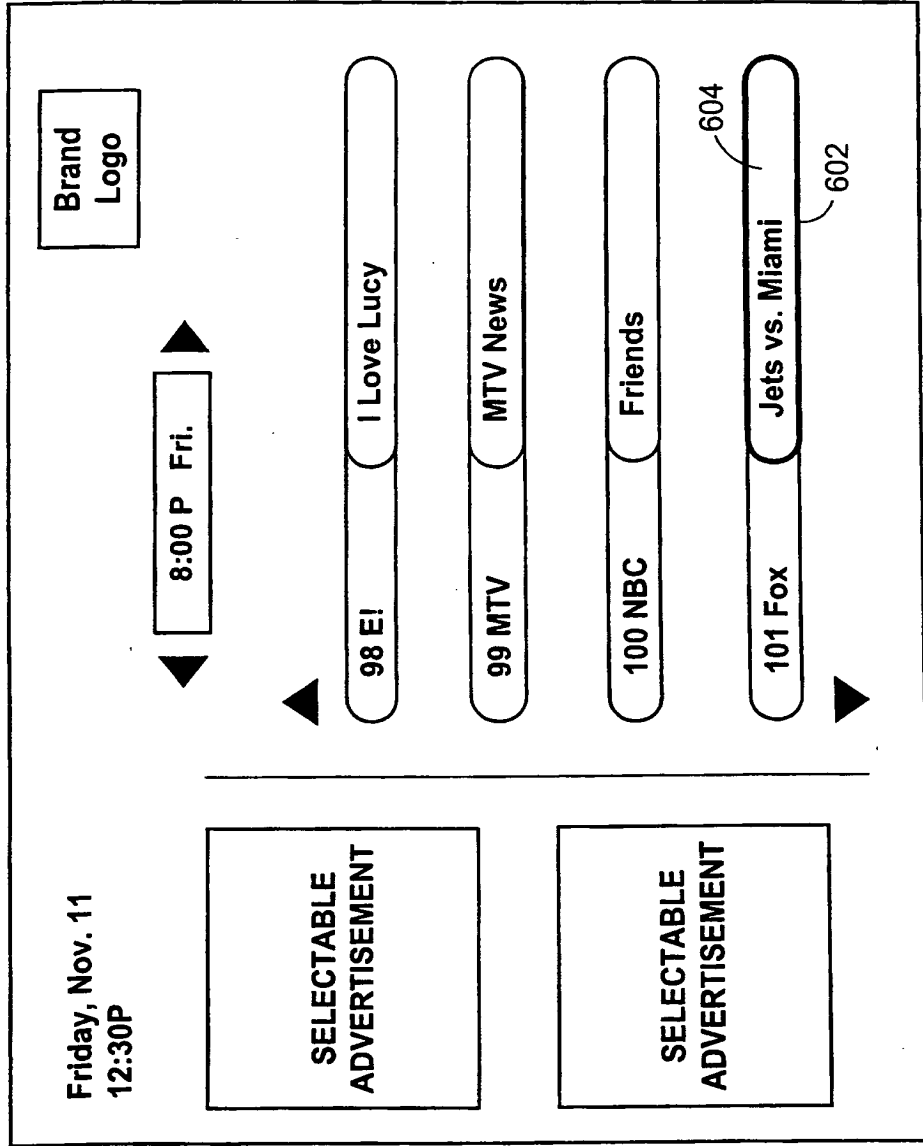 Friday, Nov. 11
12:30P
Brand
Logo
8:00 P Fri.
SELECTABLE
ADVERTISEMENT
SELECTABLE
ADVERTISEMENT
98 E! I Love Lucy
99 MTV MTV News
100 NBC Friends
101 Fox Jets vs. Miami
604
602